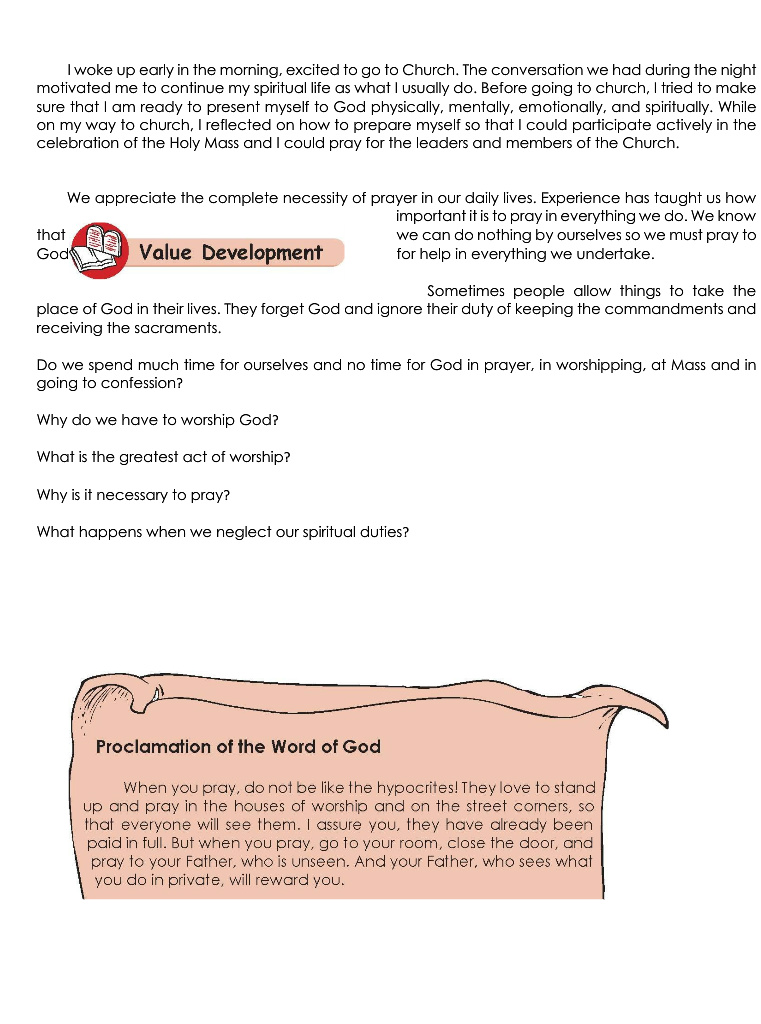 I woke up early in the morning, excited to go to Church. The conversation we had during the night
motivated me to continue my spiritual life as what I usually do. Before going to church, I tried to make
sure that I am ready to present myself to God physically, mentally, emotionally, and spiritually. While
on my way to church, I reflected on how to prepare myself so that I could participate actively in the
celebration of the Holy Mass and I could pray for the leaders and members of the Church.
We appreciate the complete necessity of prayer in our daily lives. Experience has taught us how
important it is to pray in everything we do. We know
that we can do nothing by ourselves so we must pray to
God for help in everything we undertake.
Value Development
Sometimes people allow things to take the
place of God in their lives. They forget God and ignore their duty of keeping the commandments and
receiving the sacraments.
Do we spend much time for ourselves and no time for God in prayer, in worshipping, at Mass and in
going to confession?
Why do we have to worship God?
What is the greatest act of worship?
Why is it necessary to pray?
What happens when we neglect our spiritual duties?
Proclamation of the Word of God
When you pray, do not be like the hypocrites! They love to stand
up and pray in the houses of worship and on the street corners, so
that everyone will see them. I assure you, they have already been
paid in full. But when you pray, go to your room, close the door, and
pray to your Father, who is unseen. And your Father, who sees what
you do in private, will reward you.